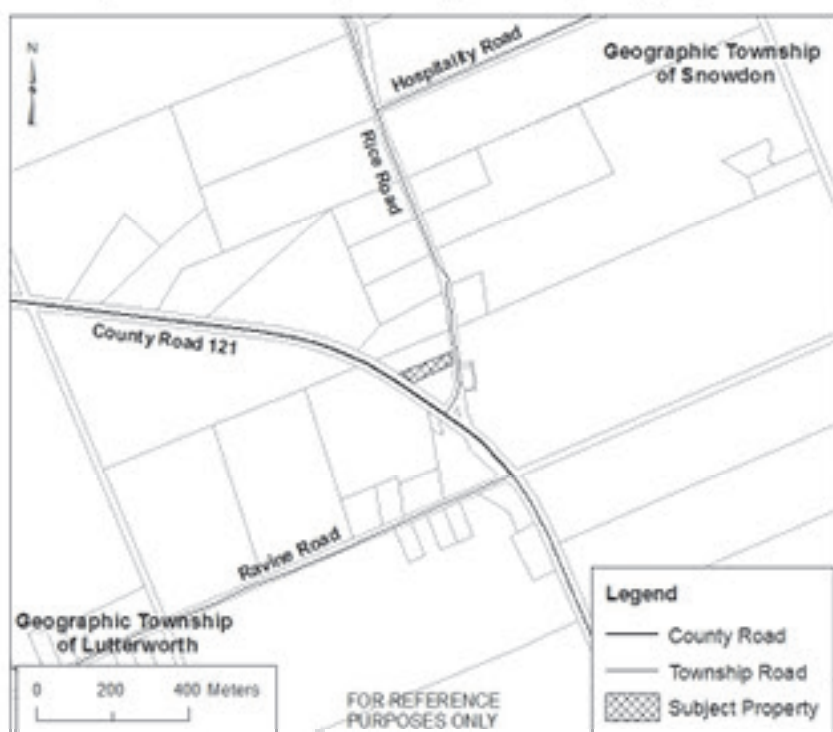 N
Hospitality Road
Geographic Township
of Snowdon
Rice Road
County Road 121
Ravine Road
Geographic Township
of Lutterworth
0 200 400 Meters
FOR REFERENCE
PURPOSES ONLY
Legend
County Road
Township Road
Subject Property